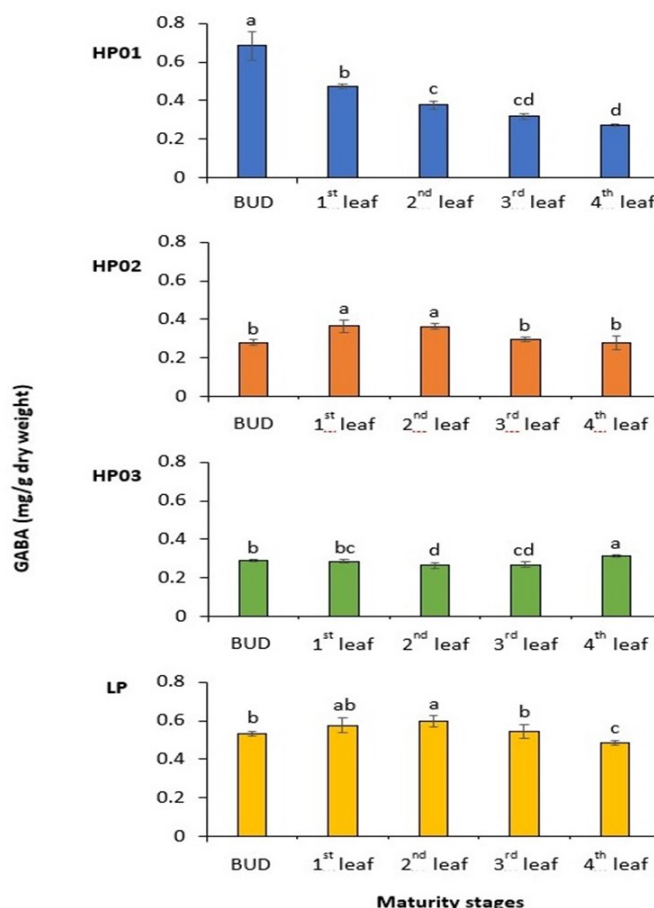 HP01
0.8
0.6
0.4
0.2
0
a
b
c
cd
d
BUD 1st leaf 2nd leaf 3rd leaf 4th leaf
HP02
0.8
0.6
0.4
0.2
0
b
a
a
b
b
BUD 1st leaf 2nd leaf 3rd leaf 4th leaf
HP03
0.8
0.6
0.4
0.2
0
b
bc
d
cd
a
BUD 1st leaf 2nd leaf 3rd leaf 4th leaf
LP
0.8
0.6
0.4
0.2
0
b
ab
a
b
c
BUD 1st leaf 2nd leaf 3rd leaf 4th leaf
GABA (mg/g dry weight)
Maturity stages